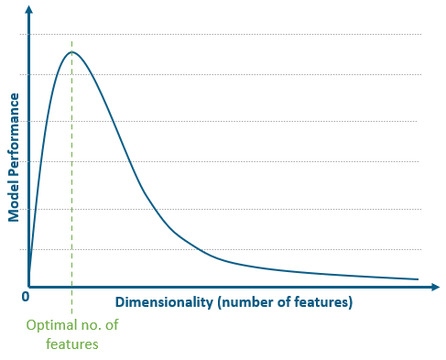 Model Performance
0
Dimensionality (number of features)
Optimal no. of
features